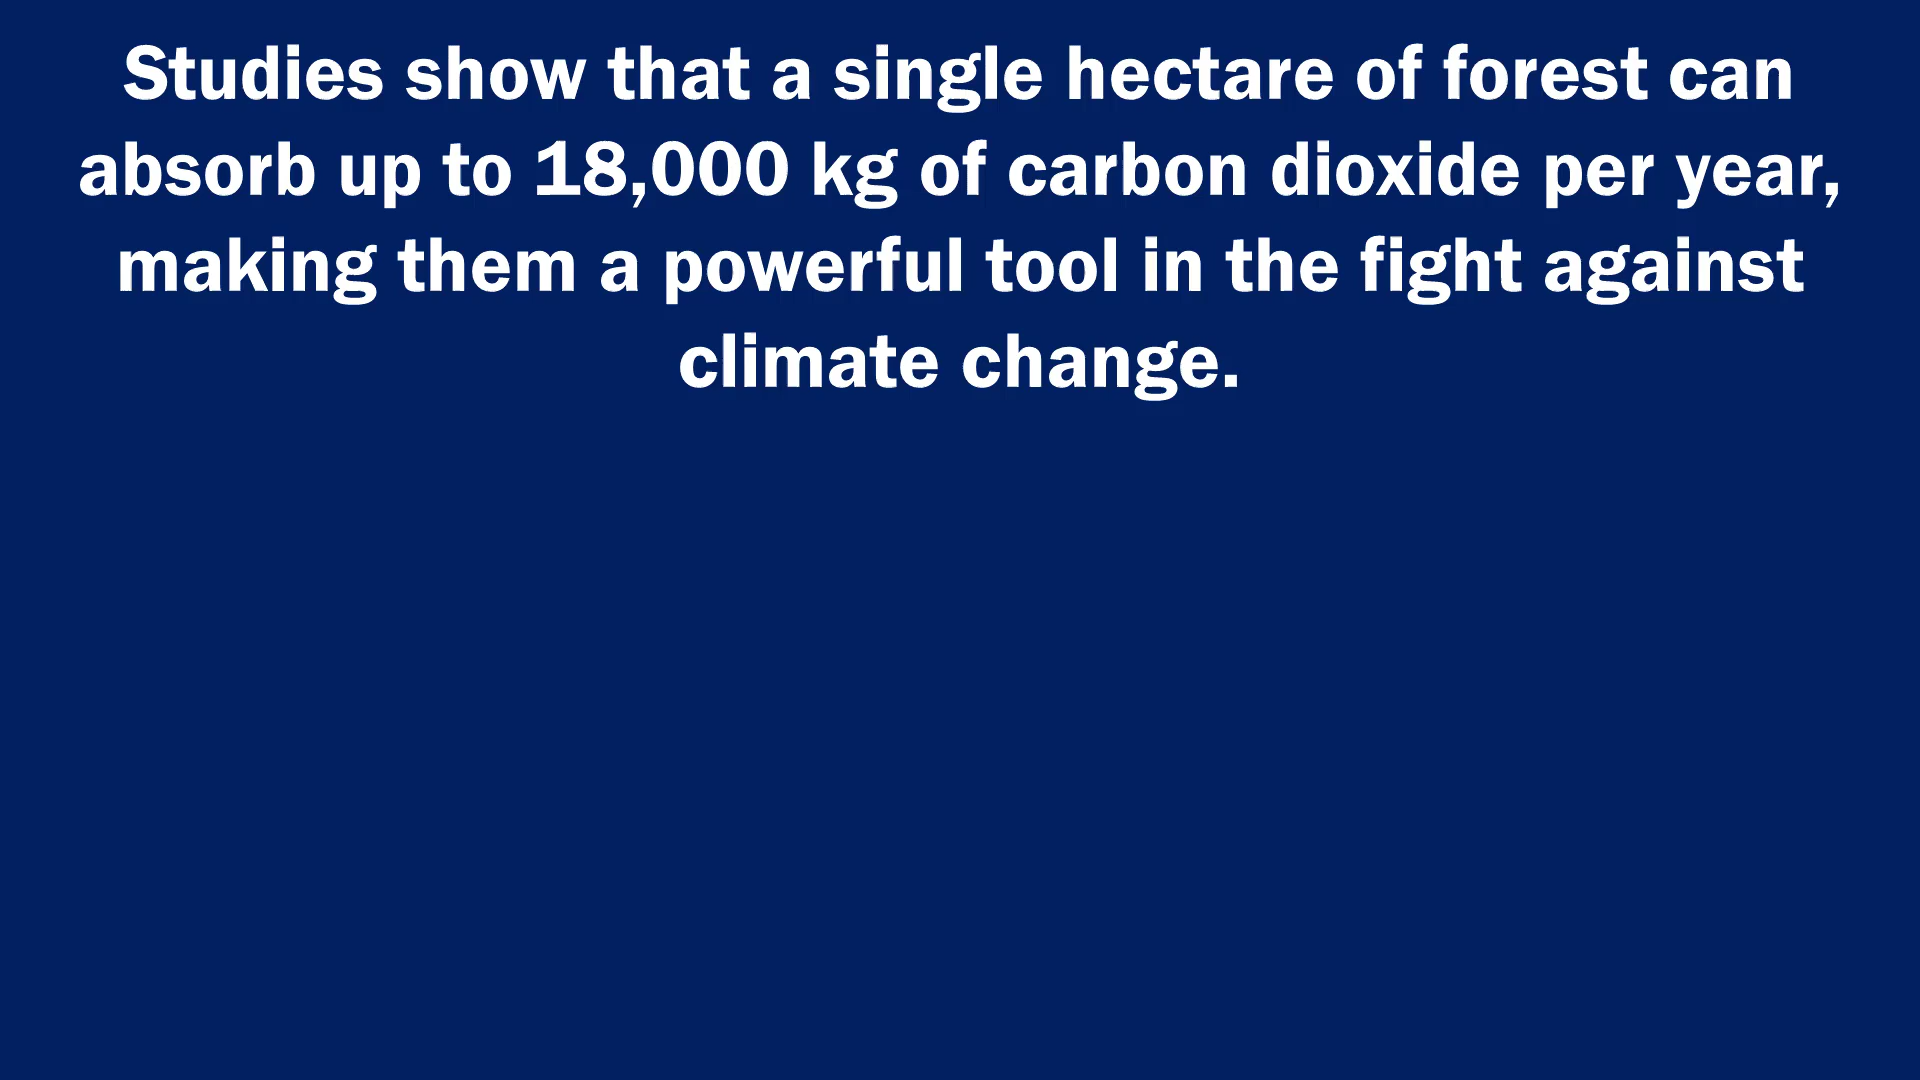 Studies show that a single hectare of forest can
absorb up to 18,000 kg of carbon dioxide per year,
making them a powerful tool in the fight against
climate change.